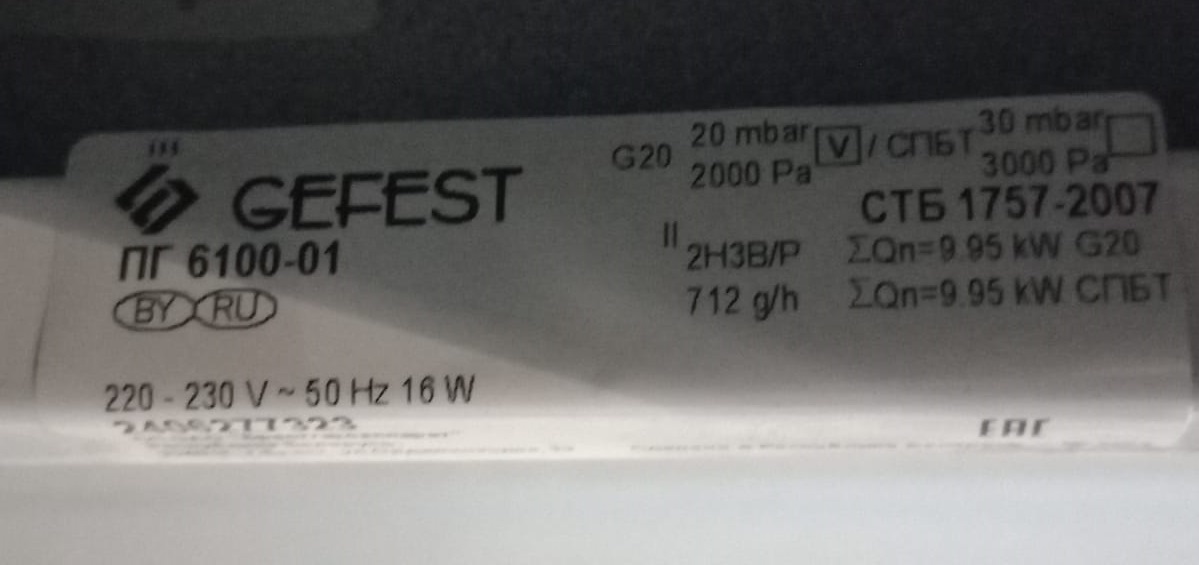 GEFEST
ПГ 6100-01
BY RU
220 - 230 V ~ 50 Hz 16 W
G20 20 mbar 2000 Pa V / СПБТ 30 mbar 3000 Pa
СТБ 1757-2007
II 2H3B/P ΣQn=9.95 kW G20
712 g/h ΣQn=9.95 kW СПБТ
EAC